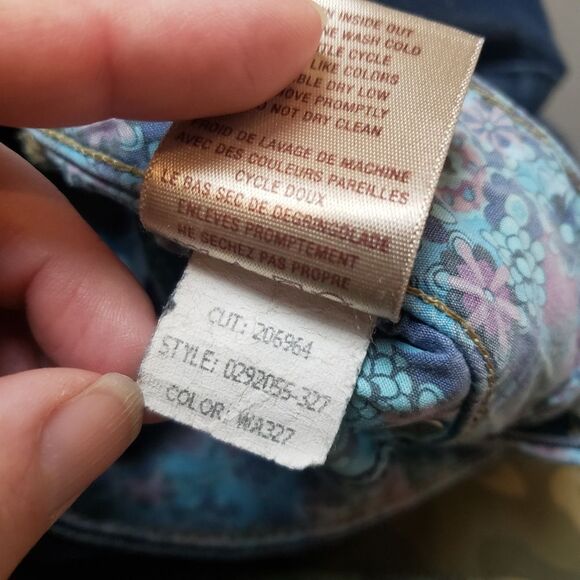 INSIDE OUT
WASH COLD
CYCLE
LIKE COLORS
DRY LOW
PROMPTLY
NOT DRY CLEAN
FROID DE LAVAGE DE MACHINE
AVEC DES COULEURS PAREILLES
CYCLE DOUX
LE BAS SEC DE DEGRINGOLADE
ENLEVES PROMPTEMENT
NE SECHEZ PAS PROPRE
CUT: 206964
STYLE: 0292055-327
COLOR: WA327